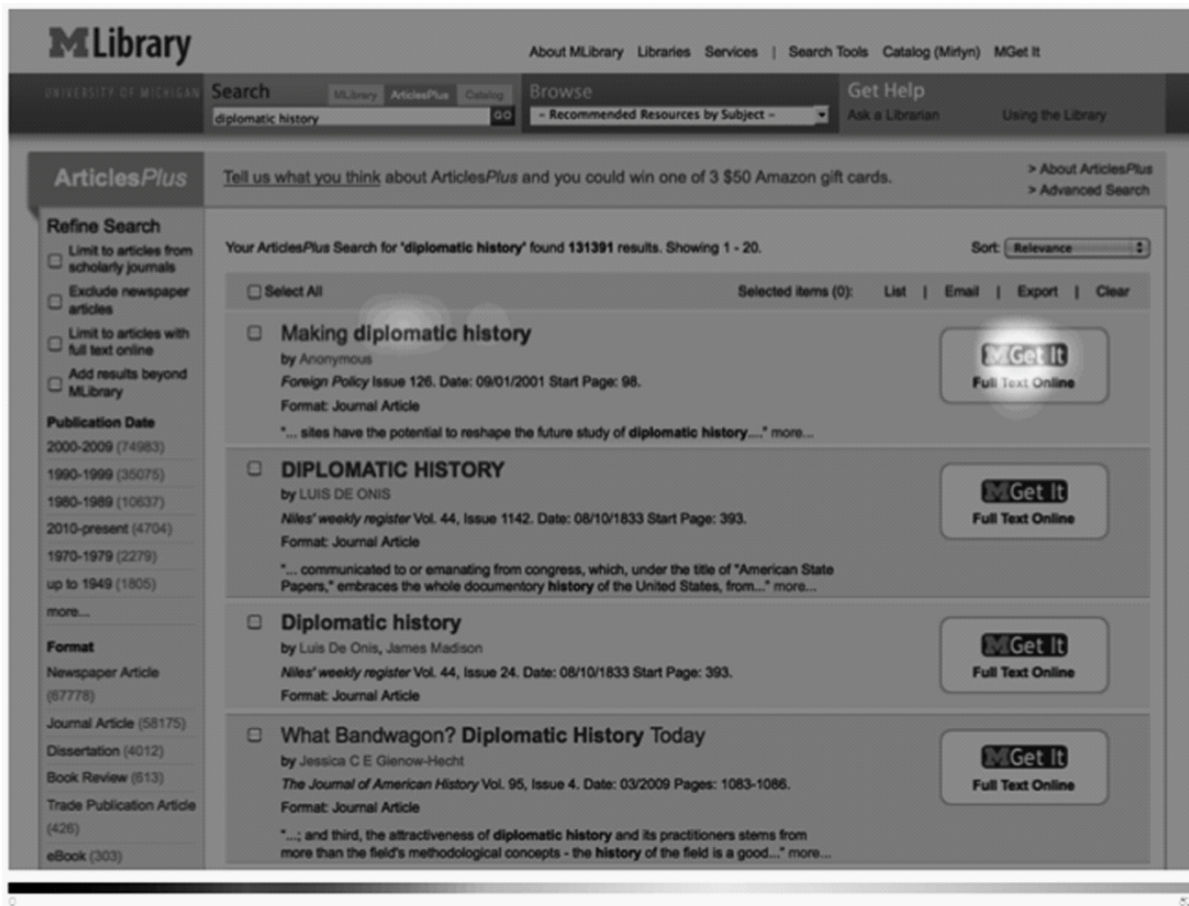 MLibrary
About MLibrary Libraries Services | Search Tools Catalog (Mirlyn) MGet It
UNIVERSITY OF MICHIGAN
Search MLibrary ArticlesPlus Catalog
diplomatic history GO
Browse
- Recommended Resources by Subject -
Get Help
Ask a Librarian Using the Library
ArticlesPlus
Tell us what you think about ArticlesPlus and you could win one of 3 $50 Amazon gift cards.
> About ArticlesPlus
> Advanced Search
Refine Search
Limit to articles from
scholarly journals
Exclude newspaper
articles
Limit to articles with
full text online
Add results beyond
MLibrary
Publication Date
2000-2009 (74983)
1990-1999 (35075)
1980-1989 (10637)
2010-present (4704)
1970-1979 (2279)
up to 1949 (1805)
more...
Format
Newspaper Article
(67778)
Journal Article (58175)
Dissertation (4012)
Book Review (613)
Trade Publication Article
(426)
eBook (303)
Your ArticlesPlus Search for 'diplomatic history' found 131391 results. Showing 1 - 20.
Sort: Relevance
Select All
Selected items (0): List | Email | Export | Clear
Making diplomatic history
by Anonymous
Foreign Policy Issue 126. Date: 09/01/2001 Start Page: 98.
Format: Journal Article
"... sites have the potential to reshape the future study of diplomatic history...." more...
MGet It
Full Text Online
DIPLOMATIC HISTORY
by LUIS DE ONIS
Niles' weekly register Vol. 44, Issue 1142. Date: 08/10/1833 Start Page: 393.
Format: Journal Article
"... communicated to or emanating from congress, which, under the title of "American State
Papers," embraces the whole documentary history of the United States, from..." more...
MGet It
Full Text Online
Diplomatic history
by Luis De Onis, James Madison
Niles' weekly register Vol. 44, Issue 24. Date: 08/10/1833 Start Page: 393.
Format: Journal Article
MGet It
Full Text Online
What Bandwagon? Diplomatic History Today
by Jessica C E Gienow-Hecht
The Journal of American History Vol. 95, Issue 4. Date: 03/2009 Pages: 1083-1086.
Format: Journal Article
"...; and third, the attractiveness of diplomatic history and its practitioners stems from
more than the field's methodological concepts - the history of the field is a good..." more...
MGet It
Full Text Online
0